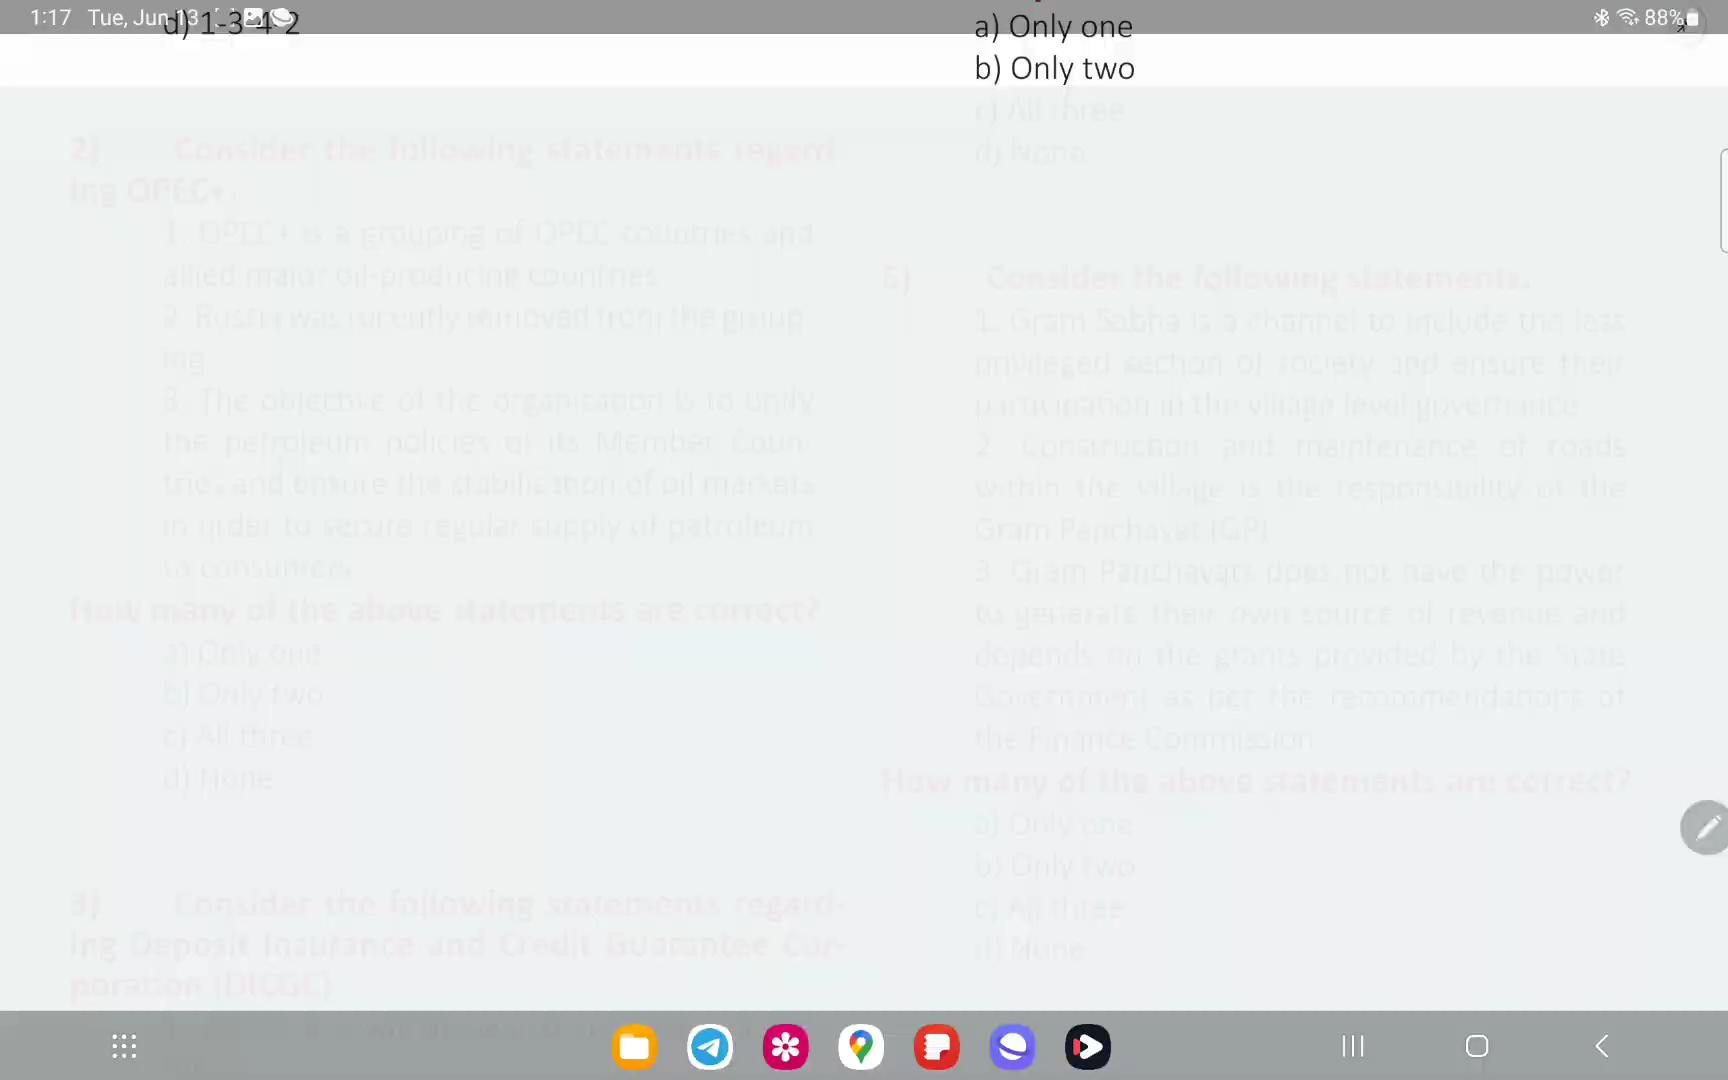 1:17 Tue, Jun 13
88%
d) 1-3-4-2
2) Consider the following statements regard
ing OPEC+.
1. OPEC+ is a grouping of OPEC countries and
allied major oil-producing countries
2. Russia was recently removed from the group
ing
3. The objective of the organisation is to unify
the petroleum policies of its Member Coun
tries and ensure the stabilisation of oil markets
in order to secure regular supply of petroleum
to consumers
How many of the above statements are correct?
a) Only one
b) Only two
c) All three
d) None
3) Consider the following statements regard-
ing Deposit Insurance and Credit Guarantee Cor-
poration (DICGC)
a) Only one
b) Only two
c) All three
d) None
5) Consider the following statements.
1. Gram Sabha is a channel to include the less
privileged section of society and ensure their
participation in the village level governance
2. Construction and maintenance of roads
within the village is the responsibility of the
Gram Panchayat (GP)
3. Gram Panchayats does not have the power
to generate their own source of revenue and
depends on the grants provided by the State
Government as per the recommendations of
the Finance Commission
How many of the above statements are correct?
a) Only one
b) Only two
c) All three
d) None